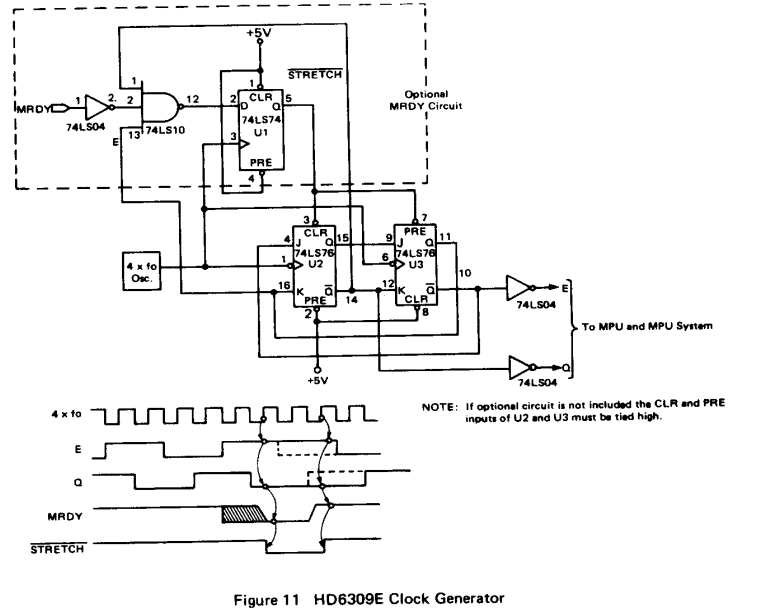 +5V
STRETCH
Optional
MRDY Circuit
1
1
CLR
5
MRDY
1
2.
2
12
2
D
Q
74LS04
74LS10
74LS74
U1
13
3
E
PRE
4
3
7
CLR
PRE
4
J
Q
15
9
J
Q
11
74LS76
74LS76
1
U2
6
U3
4 x fo
Osc.
16
K
Q
14
12
K
Q
10
PRE
CLR
2
8
+5V
E
74LS04
To MPU and MPU System
Q
74LS04
4 x fo
E
Q
MRDY
STRETCH
NOTE: If optional circuit is not included the CLR and PRE
inputs of U2 and U3 must be tied high.
Figure 11 HD6309E Clock Generator